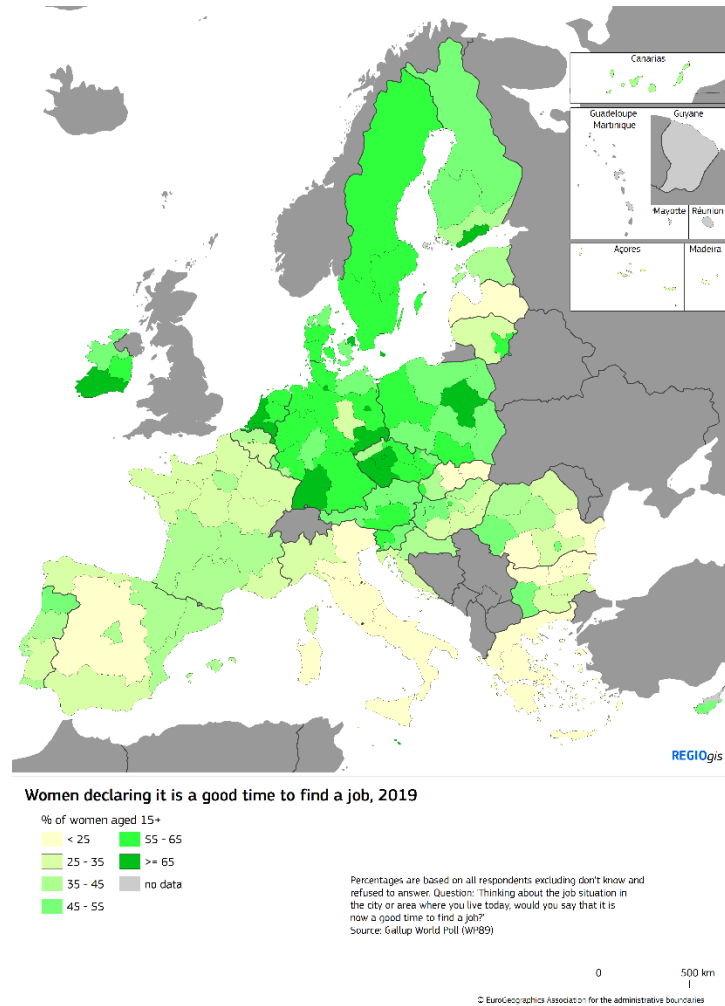 Canarias
Guadeloupe
Martinique
Guyane
Mayotte
Réunion
Açores
Madeira
REGIOgis
Women declaring it is a good time to find a job, 2019
% of women aged 15+
< 25
25 - 35
35 - 45
45 - 55
55 - 65
>= 65
no data
Percentages are based on all respondents excluding don't know and
refused to answer. Question: 'Thinking about the job situation in
the city or area where you live today, would you say that it is
now a good time to find a job?'
Source: Gallup World Poll (WP89)
0 500 km
© EuroGeographics Association for the administrative boundaries